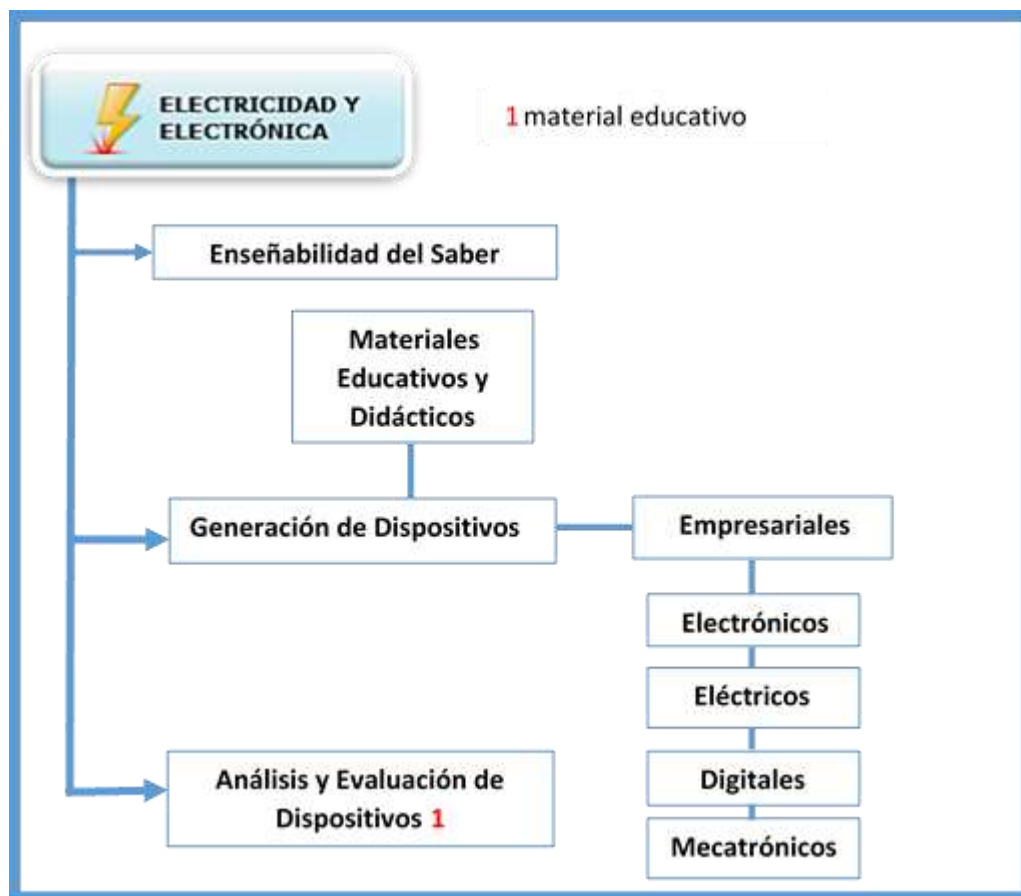 ELECTRICIDAD Y
ELECTRÓNICA
1 material educativo
Enseñabilidad del Saber
Materiales
Educativos y
Didácticos
Generación de Dispositivos
Empresariales
Electrónicos
Eléctricos
Digitales
Mecatrónicos
Análisis y Evaluación de
Dispositivos 1